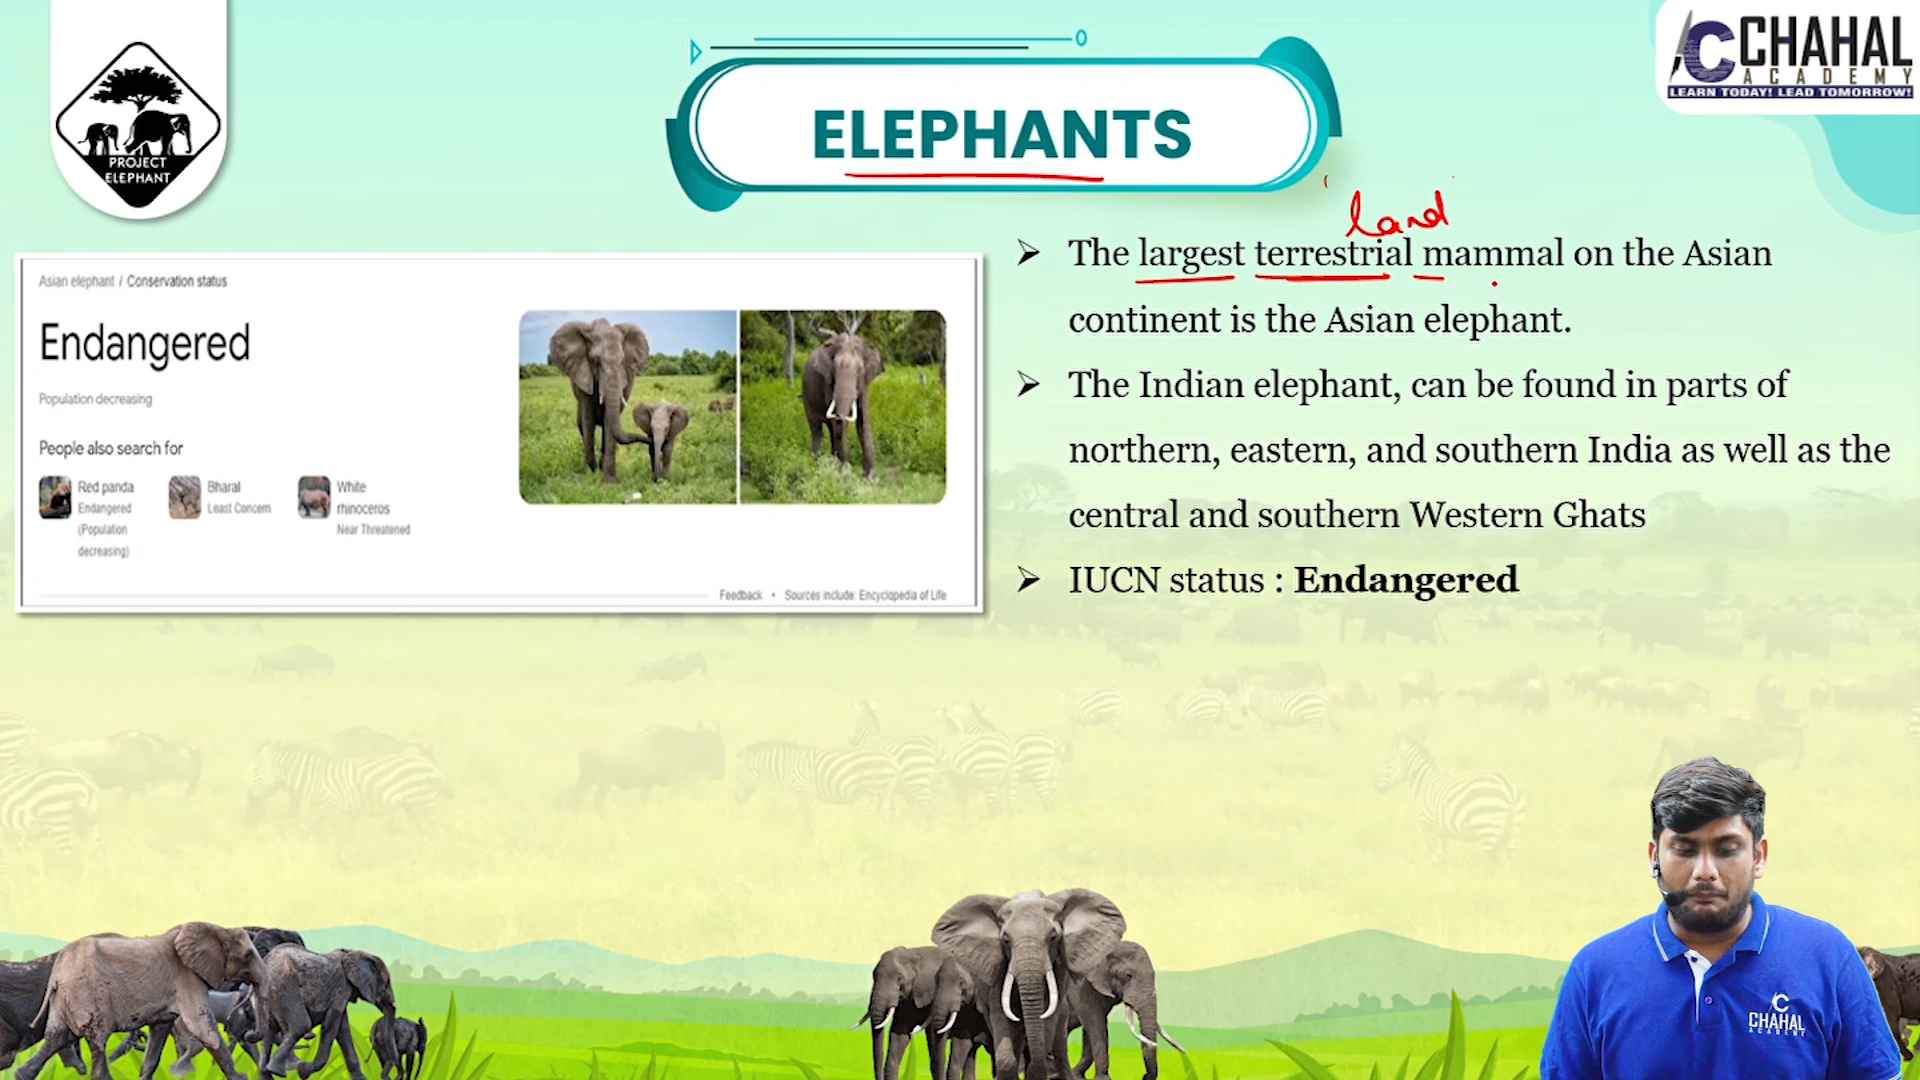 PROJECT
ELEPHANT
CHAHAL
ACADEMY
LEARN TODAY! LEAD TOMORROW!
ELEPHANTS
land
➤ The largest terrestrial mammal on the Asian
continent is the Asian elephant.
➤ The Indian elephant, can be found in parts of
northern, eastern, and southern India as well as the
central and southern Western Ghats
➤ IUCN status : Endangered
Asian elephant / Conservation status
Endangered
Population decreasing
People also search for
Red panda
Endangered
(Population
decreasing)
Bharal
Least Concern
White
rhinoceros
Near Threatened
Feedback • Sources include: Encyclopedia of Life
CHAHAL
ACADEMY